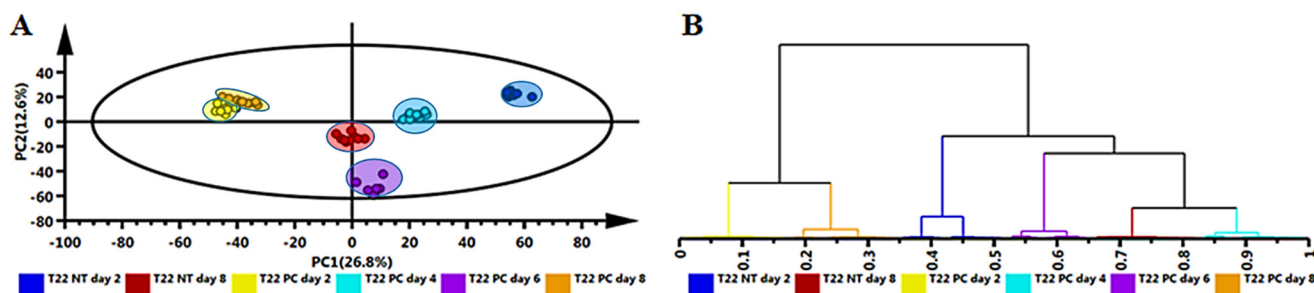 A
PC2(12.6%)
40
20
0
-20
-40
-60
-80
-100 -80 -60 -40 -20 0 20 40 60 80
PC1(26.8%)
T22 NT day 2 T22 NT day 8 T22 PC day 2 T22 PC day 4 T22 PC day 6 T22 PC day 8
B
0 0.1 0.2 0.3 0.4 0.5 0.6 0.7 0.8 0.9 1
T22 NT day 2 T22 NT day 8 T22 PC day 2 T22 PC day 4 T22 PC day 6 T22 PC day 8